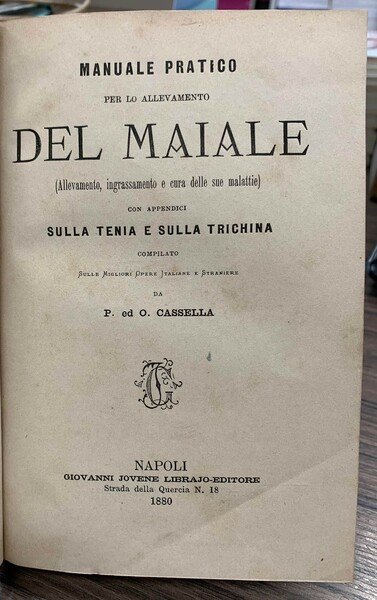 MANUALE PRATICO
PER LO ALLEVAMENTO
DEL MAIALE
(Allevamento, ingrassamento e cura delle sue malattie)
CON APPENDICI
SULLA TENIA E SULLA TRICHINA
COMPILATO
SULLE MIGLIORI OPERE ITALIANE E STRANIERE
DA
P. ed O. CASSELLA
NAPOLI
GIOVANNI JOVENE LIBRAJO-EDITORE
Strada della Quercia N. 18
1880